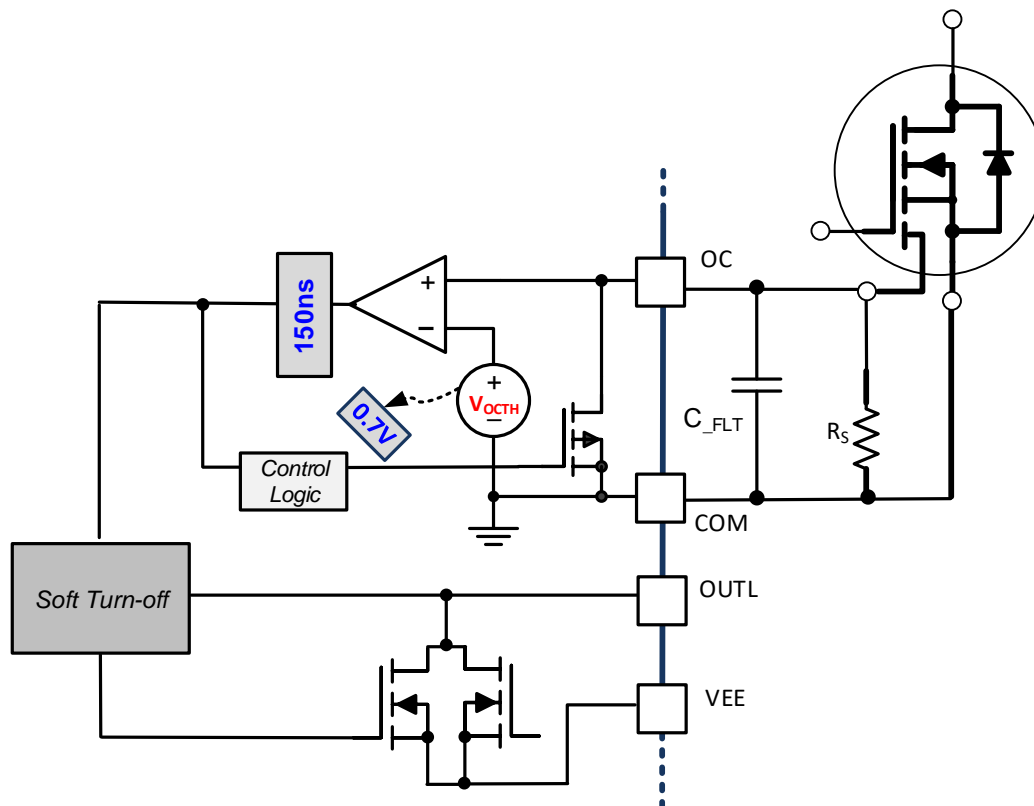 OC
150ns
+
−
+
VOCTH
−
0.7V
C_FLT
RS
Control
Logic
COM
Soft Turn-off
OUTL
VEE